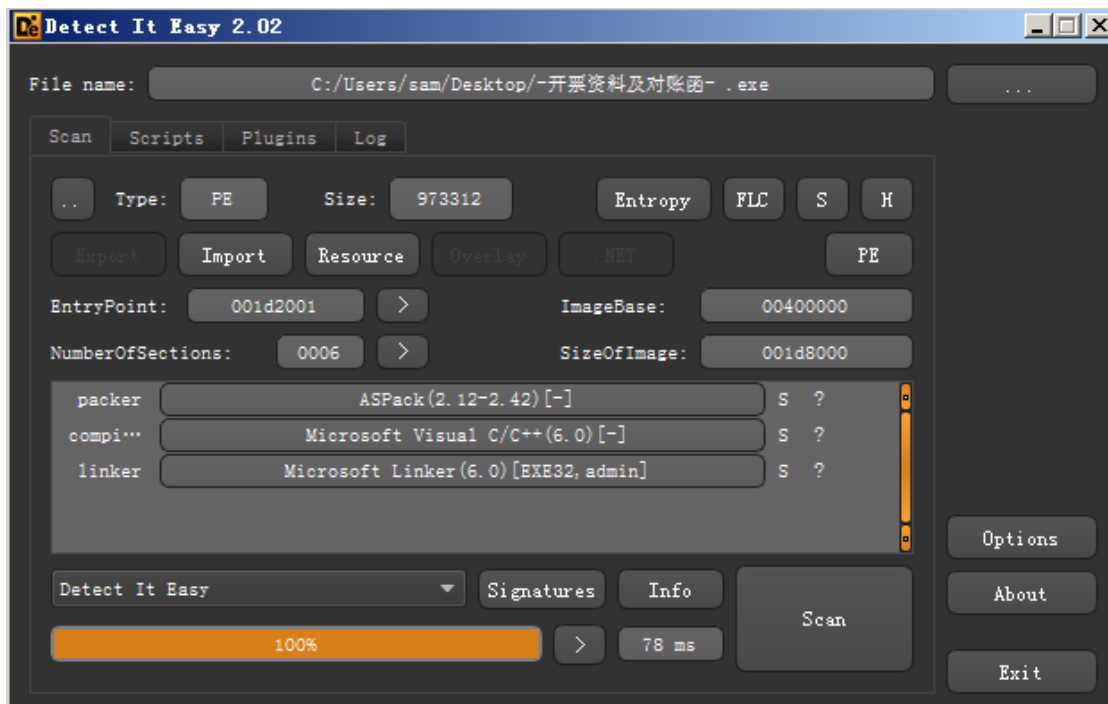 Detect It Easy 2.02
File name: C:/Users/sam/Desktop/-开票资料及对账函- .exe ...
Scan Scripts Plugins Log
.. Type: PE Size: 973312 Entropy FLC S H
Export Import Resource Overlay .NET PE
EntryPoint: 001d2001 > ImageBase: 00400000
NumberOfSections: 0006 > SizeOfImage: 001d8000
packer ASPack(2.12-2.42)[-] S ?
compi··· Microsoft Visual C/C++(6.0)[-] S ?
linker Microsoft Linker(6.0)[EXE32,admin] S ?
Options
Detect It Easy Signatures Info Scan About
100% > 78 ms
Exit